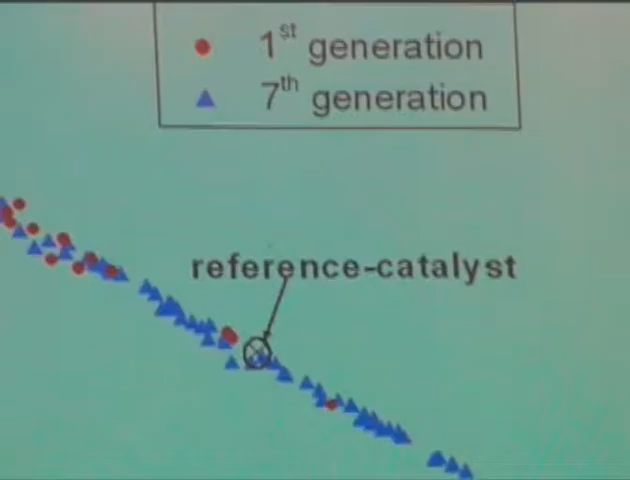 1st generation
7th generation
reference-catalyst